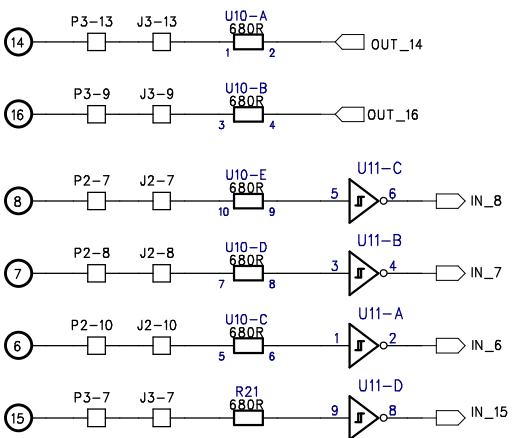 P3-13 J3-13 U10-A
680R
14 1 2 OUT_14
P3-9 J3-9 U10-B
680R
16 3 4 OUT_16
P2-7 J2-7 U10-E U11-C
680R
8 10 9 5 6 IN_8
P2-8 J2-8 U10-D U11-B
680R
7 7 8 3 4 IN_7
P2-10 J2-10 U10-C U11-A
680R
6 5 6 1 2 IN_6
P3-7 J3-7 R21 U11-D
680R
15 9 8 IN_15